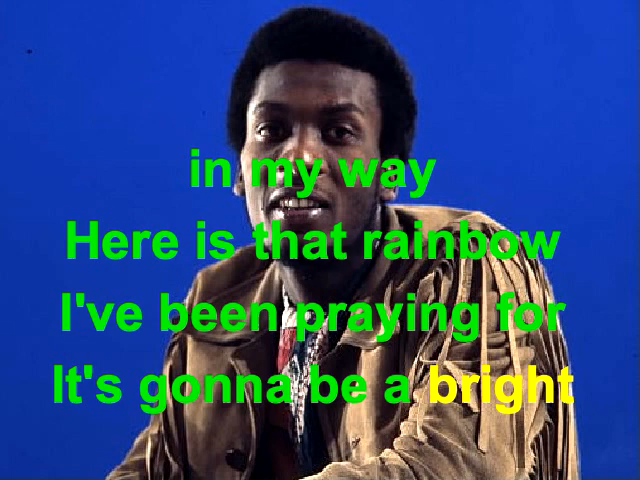 in my way
Here is that rainbow
I've been praying for
It's gonna be a bright